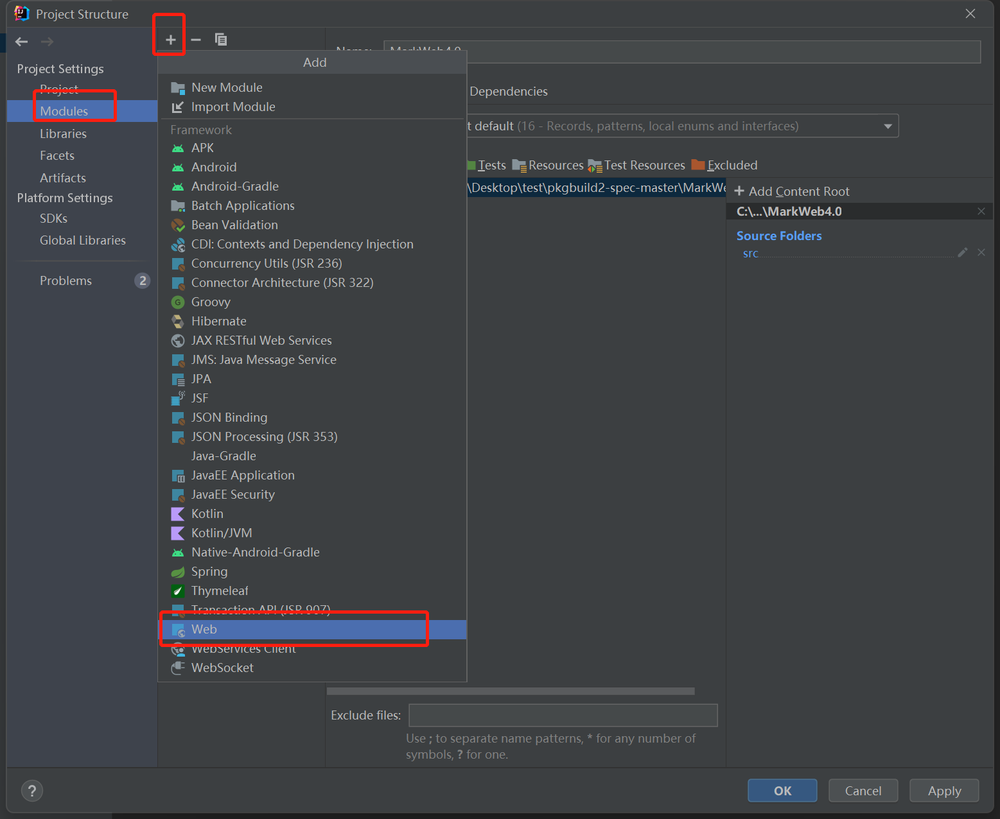 Project Structure
Project Settings
Project
Modules
Libraries
Facets
Artifacts
Platform Settings
SDKs
Global Libraries
Problems 2
Add
New Module
Import Module
Framework
APK
Android
Android-Gradle
Batch Applications
Bean Validation
CDI: Contexts and Dependency Injection
Concurrency Utils (JSR 236)
Connector Architecture (JSR 322)
Groovy
Hibernate
JAX RESTful Web Services
JMS: Java Message Service
JPA
JSF
JSON Binding
JSON Processing (JSR 353)
Java-Gradle
JavaEE Application
JavaEE Security
Kotlin
Kotlin/JVM
Native-Android-Gradle
Spring
Thymeleaf
Transaction API (JSR 907)
Web
WebServices Client
WebSocket
Name: MarkWeb4.0
Dependencies
t default (16 - Records, patterns, local enums and interfaces)
Tests Resources Test Resources Excluded
\Desktop\test\pkgbuild2-spec-master\MarkWe
Add Content Root
C:\...\MarkWeb4.0
Source Folders
src
Exclude files:
Use ; to separate name patterns, * for any number of
symbols, ? for one.
?
OK Cancel Apply